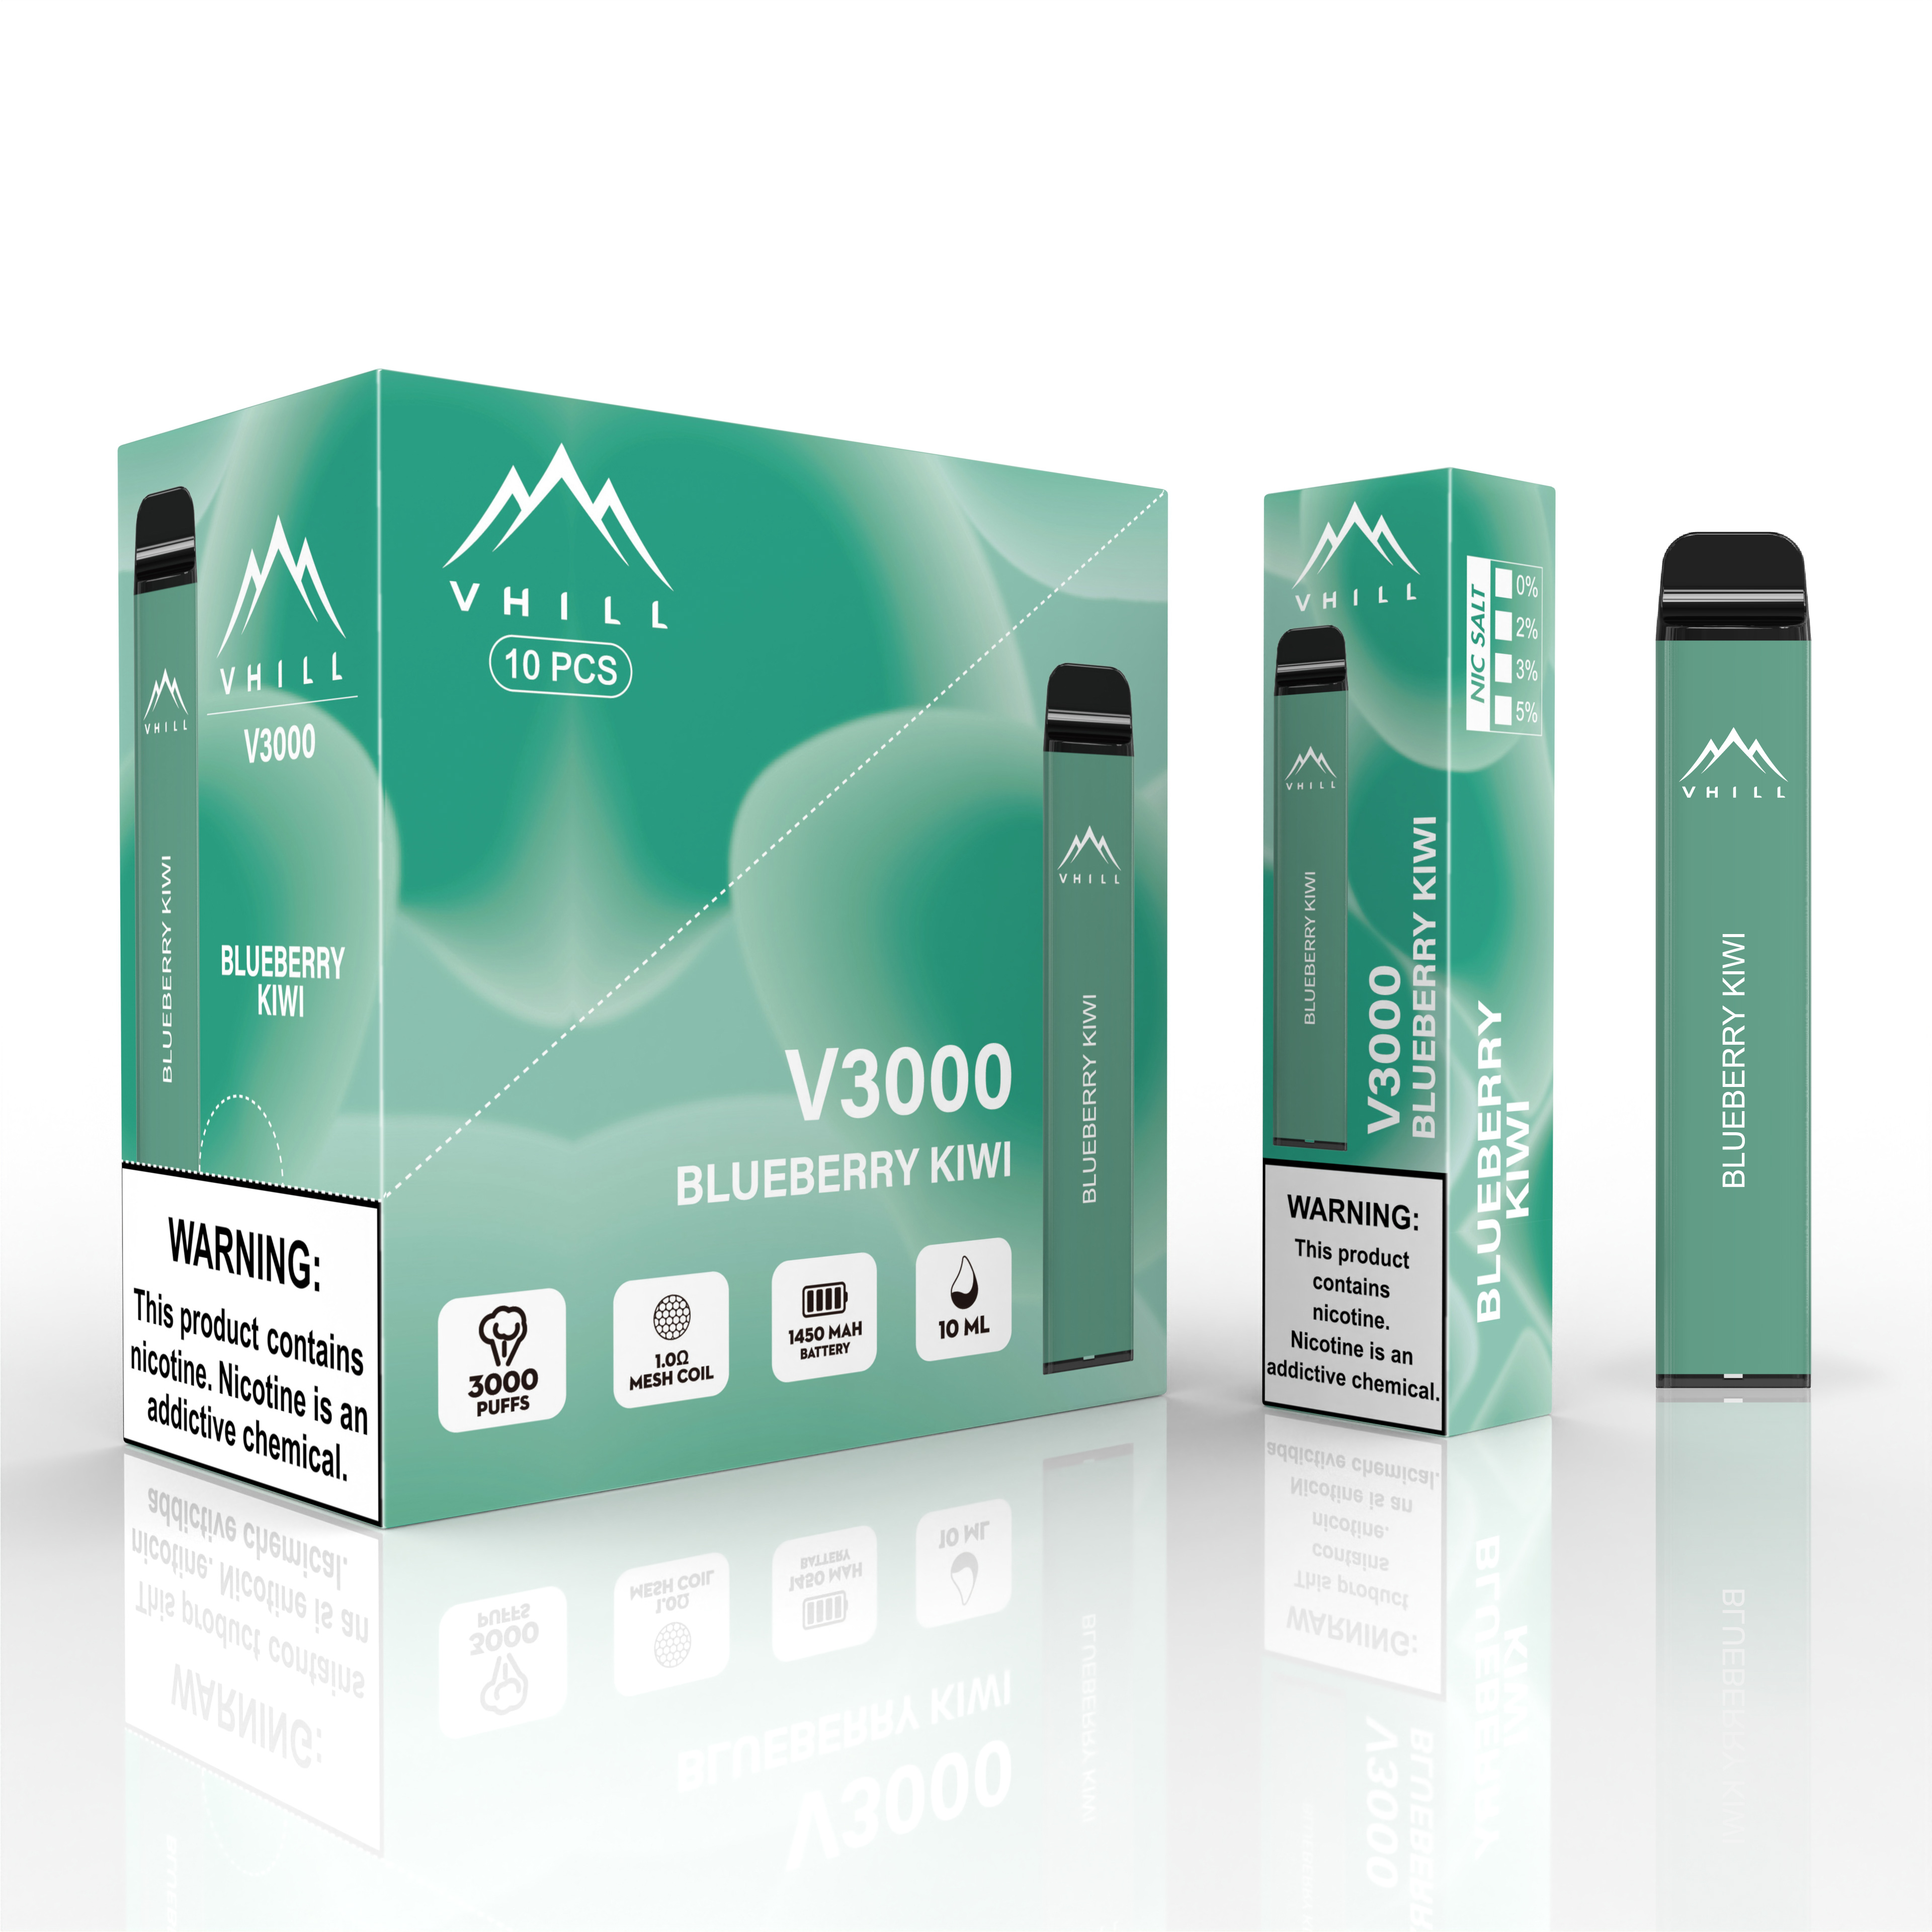 VHILL
BLUEBERRY KIWI
VHILL
V3000
BLUEBERRY
KIWI
WARNING:
This product contains
nicotine. Nicotine is an
addictive chemical.
VHILL
10 PCS
V3000
BLUEBERRY KIWI
3000
PUFFS
1.0Ω
MESH COIL
1450 MAH
BATTERY
10 ML
VHILL
BLUEBERRY KIWI
VHILL
VHILL
BLUEBERRY KIWI
V3000
BLUEBERRY KIWI
WARNING:
This product
contains
nicotine.
Nicotine is an
addictive chemical.
NIC SALT
0%
2%
3%
5%
BLUEBERRY
KIWI
VHILL
BLUEBERRY KIWI